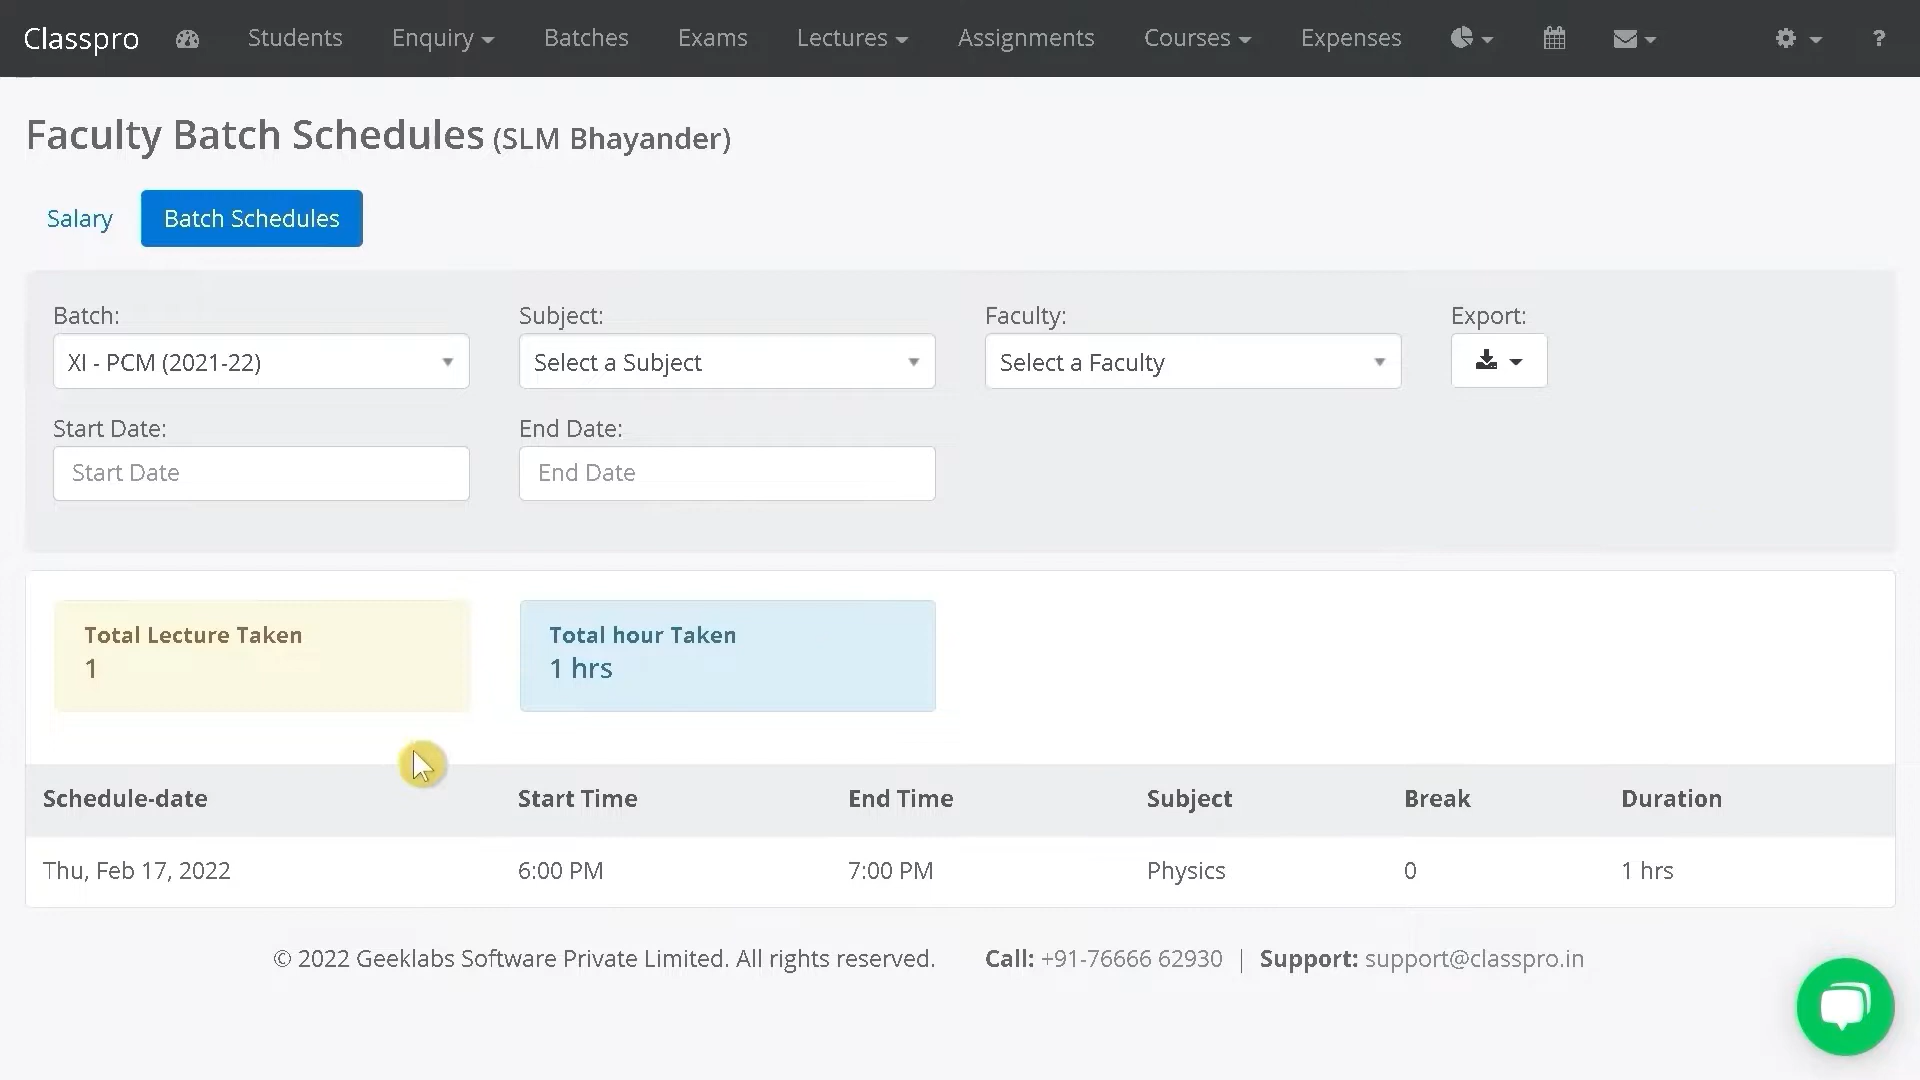 Classpro Students Enquiry Batches Exams Lectures Assignments Courses Expenses ?
Faculty Batch Schedules (SLM Bhayander)
Salary Batch Schedules
Batch: Subject: Faculty: Export:
XI - PCM (2021-22) Select a Subject Select a Faculty
Start Date: End Date:
Start Date End Date
Total Lecture Taken Total hour Taken
1 1 hrs
Schedule-date Start Time End Time Subject Break Duration
Thu, Feb 17, 2022 6:00 PM 7:00 PM Physics 0 1 hrs
© 2022 Geeklabs Software Private Limited. All rights reserved. Call: +91-76666 62930 | Support: support@classpro.in